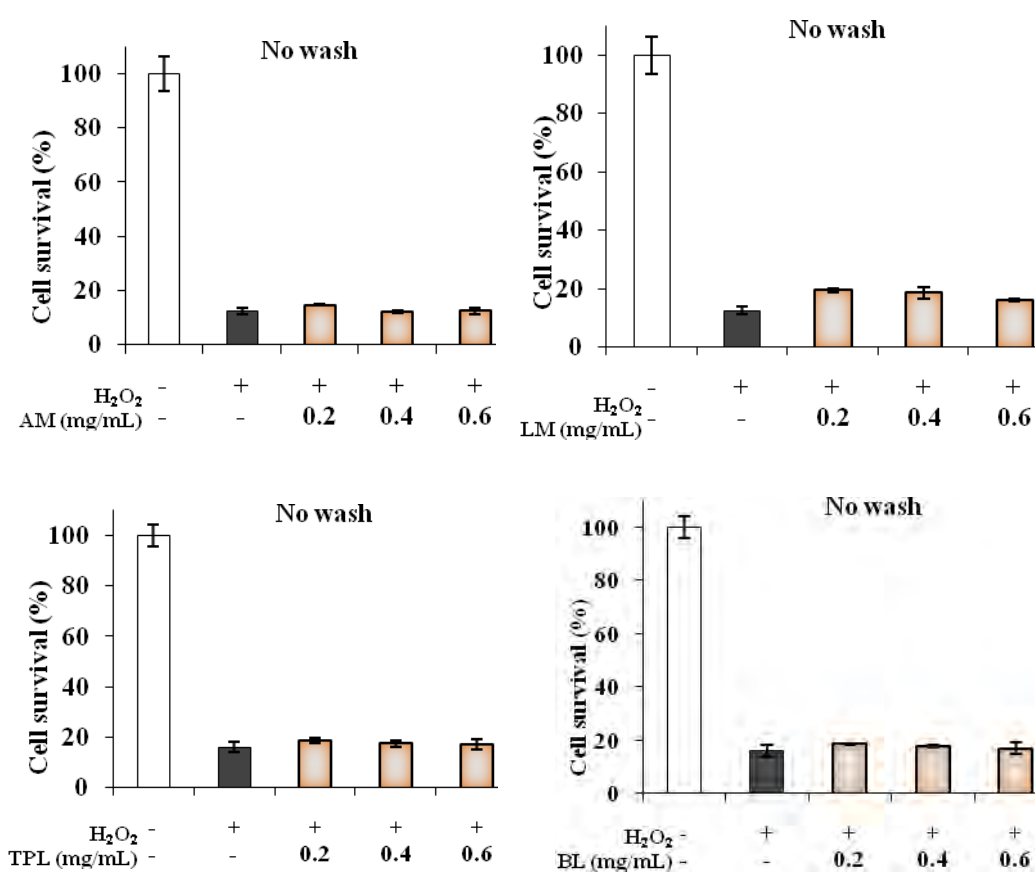 No wash
Cell survival (%)
100
80
60
40
20
0
H₂O₂ - + + + +
AM (mg/mL) - - 0.2 0.4 0.6
No wash
Cell survival (%)
100
80
60
40
20
0
H₂O₂ - + + + +
LM (mg/mL) - - 0.2 0.4 0.6
No wash
Cell survival (%)
100
80
60
40
20
0
H₂O₂ - + + + +
TPL (mg/mL) - - 0.2 0.4 0.6
No wash
Cell survival (%)
100
80
60
40
20
0
H₂O₂ - + + + +
BL (mg/mL) - - 0.2 0.4 0.6